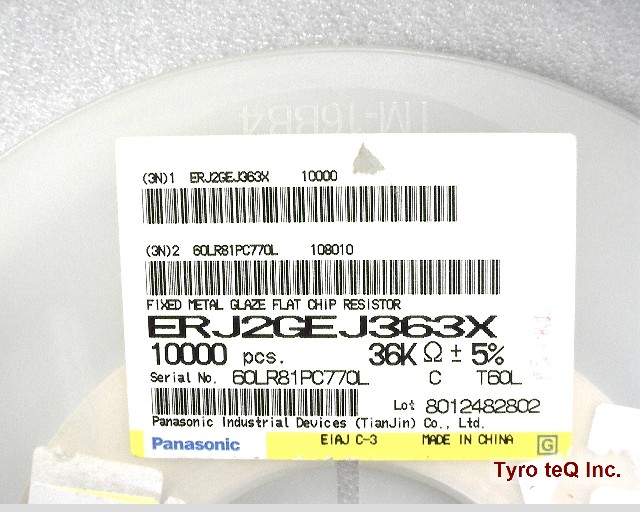 TM-16BB4
(3N)1 ERJ2GEJ363X 10000
(3N)2 60LR81PC770L 108010
FIXED METAL GLAZE FLAT CHIP RESISTOR
ERJ2GEJ363X
10000 pcs. 36K Ω ± 5%
Serial No. 60LR81PC770L C T60L
Lot 8012482802
Panasonic Industrial Devices (TianJin) Co., Ltd.
Panasonic EIAJ C-3 MADE IN CHINA G
Tyro teQ Inc.